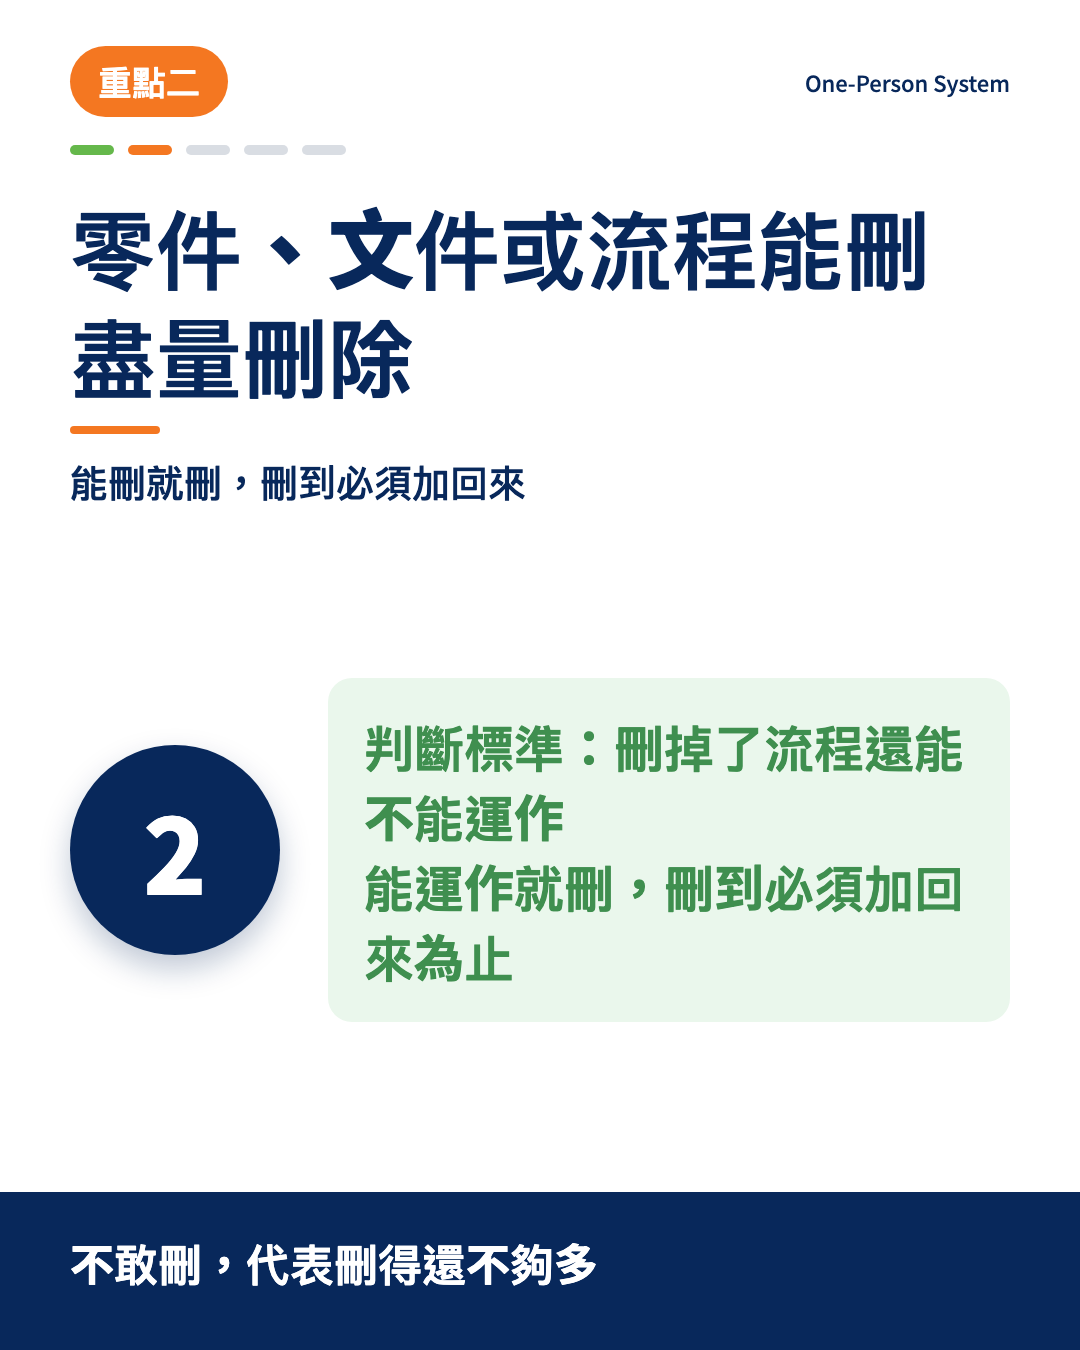 重點二
One-Person System
零件、文件或流程能刪
盡量刪除
能刪就刪，刪到必須加回來
2
判斷標準：刪掉了流程還能
不能運作
能運作就刪，刪到必須加回
來為止
不敢刪，代表刪得還不夠多